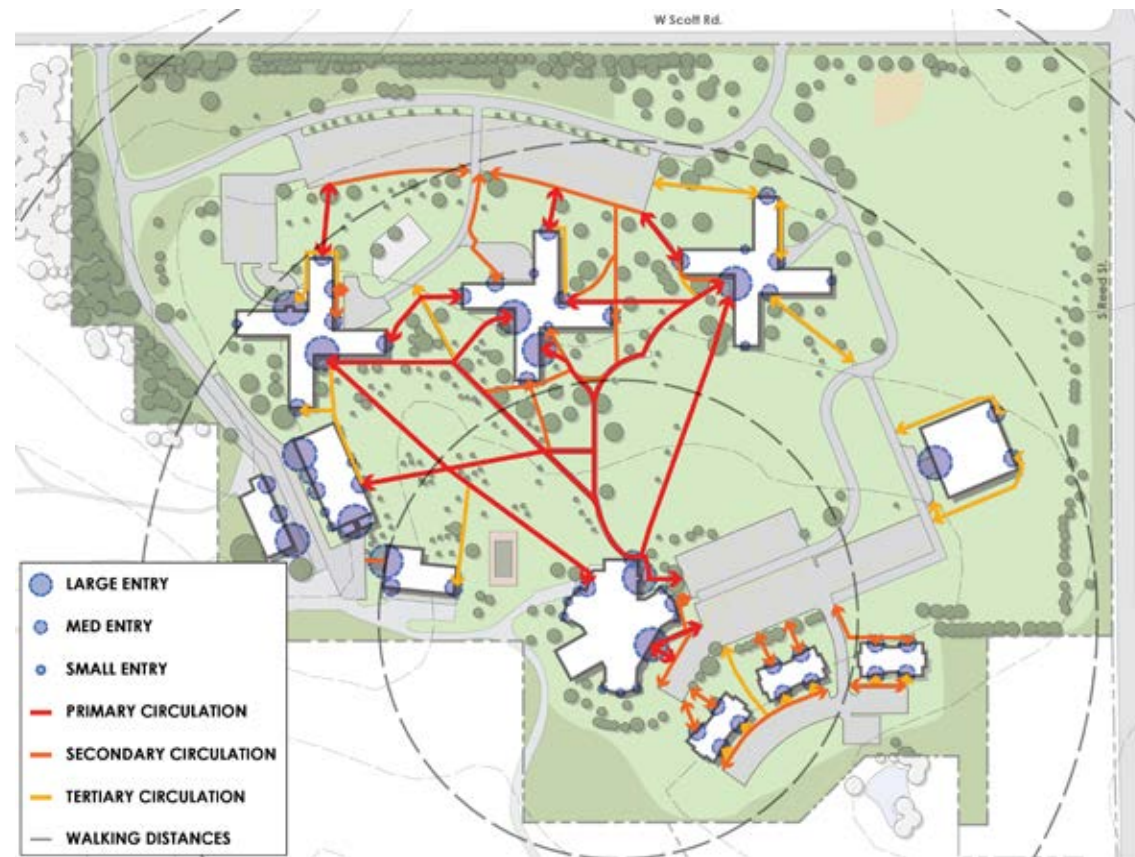 W Scott Rd.
S Reed St.
LARGE ENTRY
MED ENTRY
SMALL ENTRY
PRIMARY CIRCULATION
SECONDARY CIRCULATION
TERTIARY CIRCULATION
WALKING DISTANCES